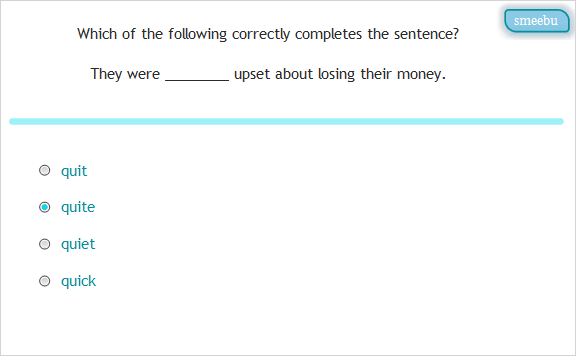 smeebu
Which of the following correctly completes the sentence?
They were ________ upset about losing their money.
quit
quite
quiet
quick